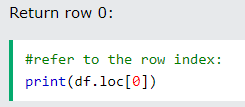 Return row 0:
#refer to the row index:
print(df.loc[0])